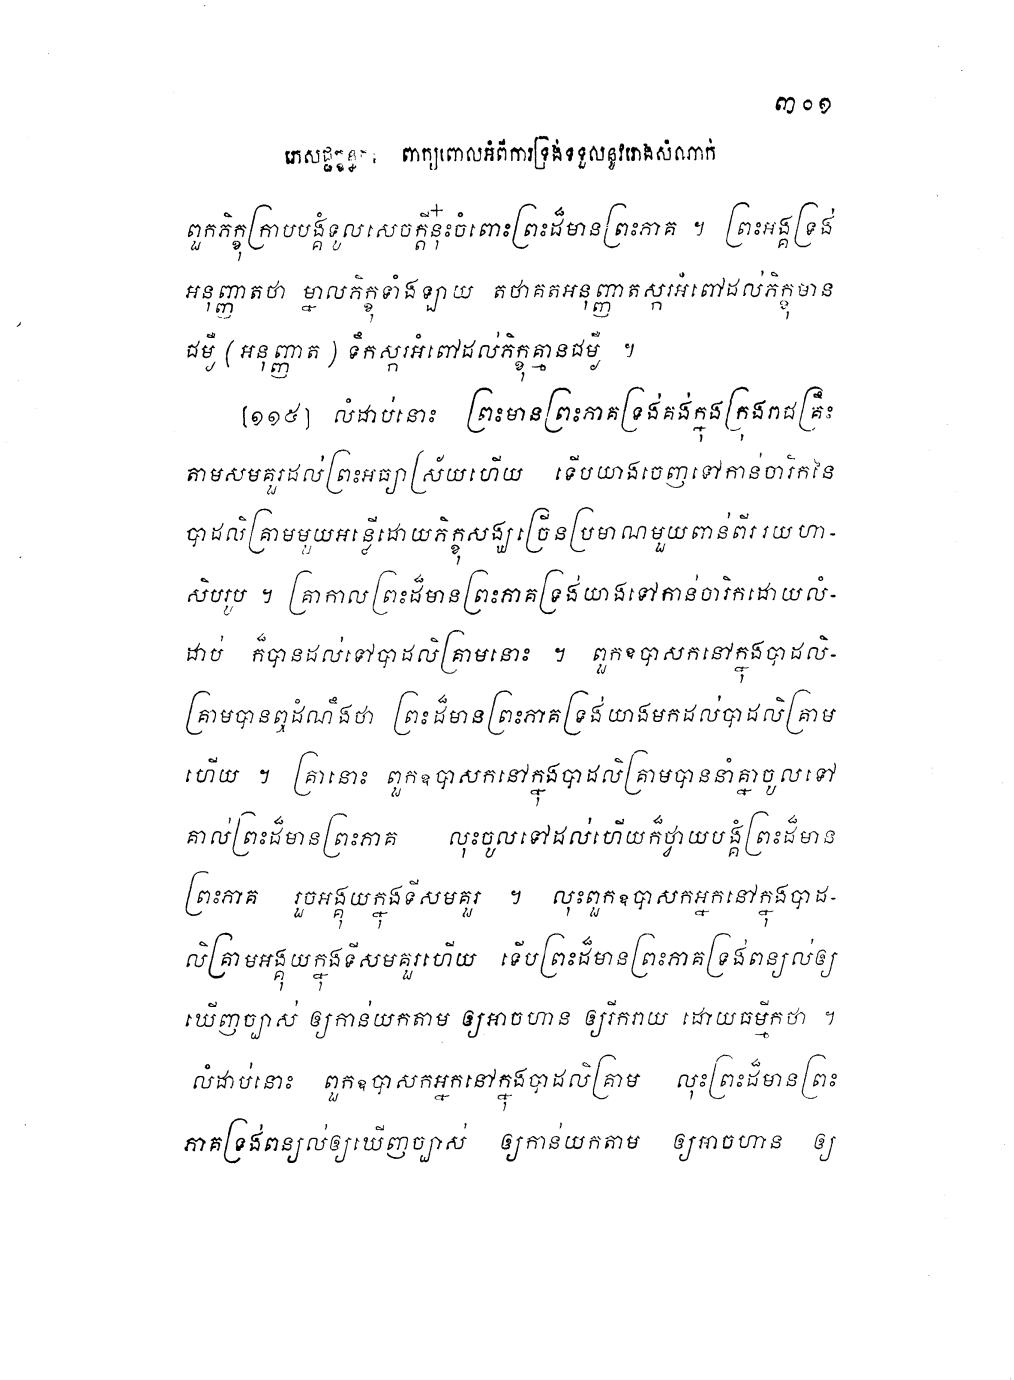 ៣០១
ភេសជ្ជក្ខន្ធកៈ ពាក្យពោលអំពីការទ្រង់ទទួលនូវរោងសំណាក់
ពួកភិក្ខុក្រាបបង្គំទូលសេចក្តីនុ៎ះចំពោះព្រះដ៏មានព្រះភាគ ។ ព្រះអង្គទ្រង់
អនុញ្ញាតថា ម្នាលភិក្ខុទាំងឡាយ តថាគតអនុញ្ញាតស្ករអំពៅដល់ភិក្ខុមាន
ជម្ងឺ (អនុញ្ញាត) ទឹកស្ករអំពៅដល់ភិក្ខុគ្មានជម្ងឺ ។
[១១៥] លំដាប់នោះ ព្រះមានព្រះភាគទ្រង់គង់ក្នុងក្រុងរាជគ្រឹះ
តាមសមគួរដល់ព្រះអធ្យាស្រ័យហើយ ទើបយាងចេញទៅកាន់ចារិកនៃ
បាដលិគ្រាមមួយអន្លើដោយភិក្ខុសង្ឃច្រើនប្រមាណមួយពាន់ពីររយហា-
សិបរូប ។ គ្រាកាលព្រះដ៏មានព្រះភាគទ្រង់យាងទៅកាន់ចារិកដោយលំ-
ដាប់ ក៏បានដល់ទៅបាដលិគ្រាមនោះ ។ ពួកឧបាសកនៅក្នុងបាដលិ-
គ្រាមបានឮដំណឹងថា ព្រះដ៏មានព្រះភាគទ្រង់យាងមកដល់បាដលិគ្រាម
ហើយ ។ គ្រានោះ ពួកឧបាសកនៅក្នុងបាដលិគ្រាមបាននាំគ្នាចូលទៅ
គាល់ព្រះដ៏មានព្រះភាគ លុះចូលទៅដល់ហើយក៏ថ្វាយបង្គំព្រះដ៏មាន
ព្រះភាគ រួចអង្គុយក្នុងទីសមគួរ ។ លុះពួកឧបាសកអ្នកនៅក្នុងបាដ-
លិគ្រាមអង្គុយក្នុងទីសមគួរហើយ ទើបព្រះដ៏មានព្រះភាគទ្រង់ពន្យល់ឲ្យ
ឃើញច្បាស់ ឲ្យកាន់យកតាម ឲ្យអាចហាន ឲ្យរីករាយ ដោយធម្មីកថា ។
លំដាប់នោះ ពួកឧបាសកអ្នកនៅក្នុងបាដលិគ្រាម លុះព្រះដ៏មានព្រះ
ភាគទ្រង់ពន្យល់ឲ្យឃើញច្បាស់ ឲ្យកាន់យកតាម ឲ្យអាចហាន ឲ្យ